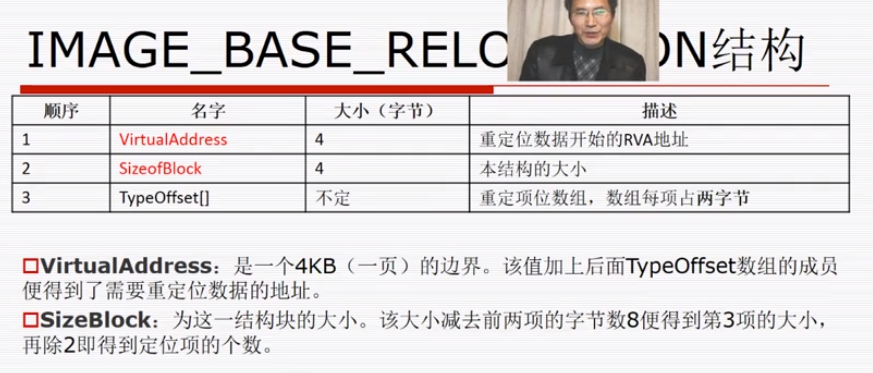 IMAGE_BASE_RELO ON结构
顺序 名字 大小（字节） 描述
1 VirtualAddress 4 重定位数据开始的RVA地址
2 SizeofBlock 4 本结构的大小
3 TypeOffset[] 不定 重定项位数组，数组每项占两字节
VirtualAddress：是一个4KB（一页）的边界。该值加上后面TypeOffset数组的成员
便得到了需要重定位数据的地址。
SizeBlock：为这一结构块的大小。该大小减去前两项的字节数8便得到第3项的大小，
再除2即得到定位项的个数。